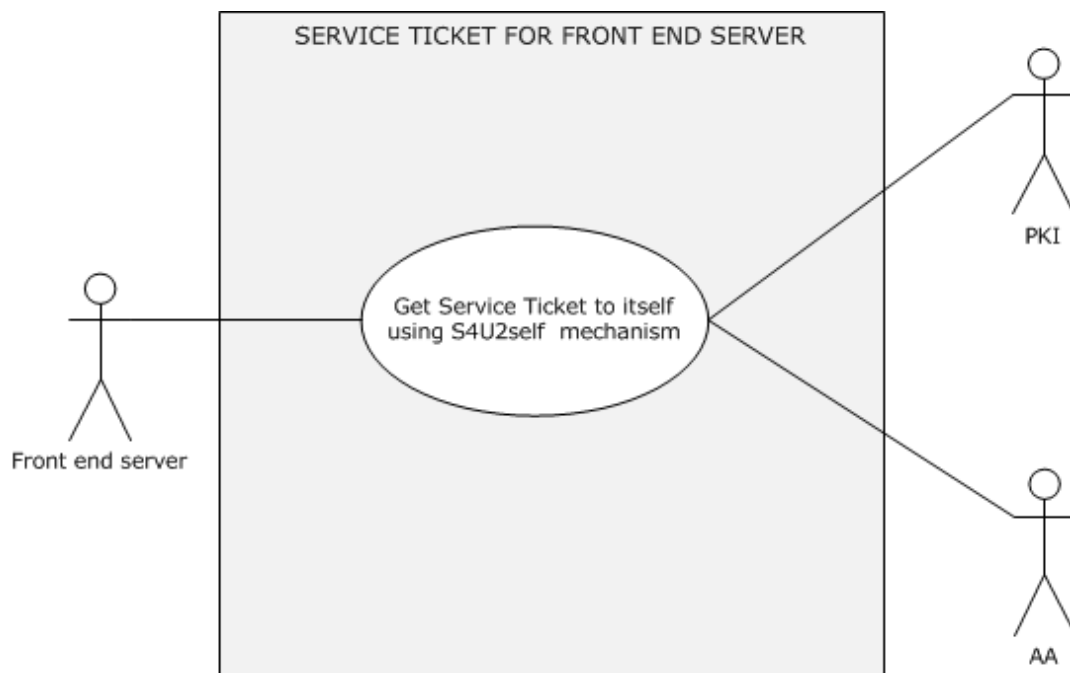 SERVICE TICKET FOR FRONT END SERVER
PKI
Get Service Ticket to itself
using S4U2self mechanism
Front end server
AA